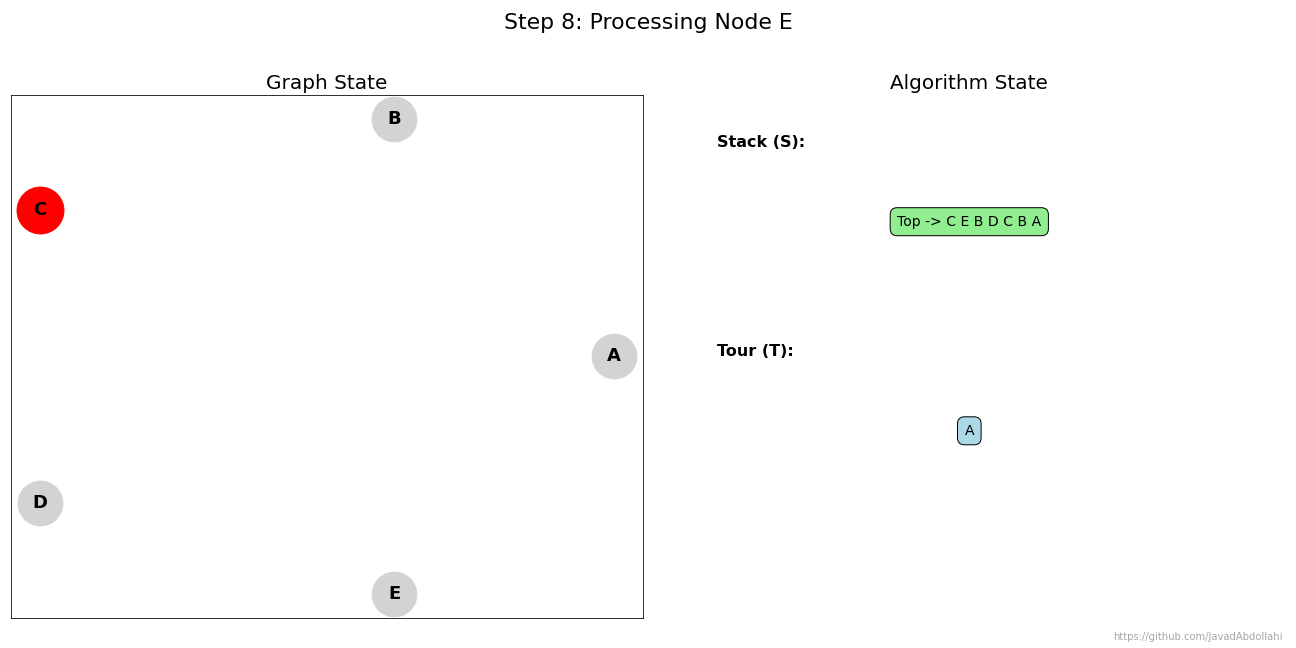 Step 8: Processing Node E
Graph State
B
C
A
D
E
Algorithm State
Stack (S):
Top -> C E B D C B A
Tour (T):
A
https://github.com/JavadAbdollahi